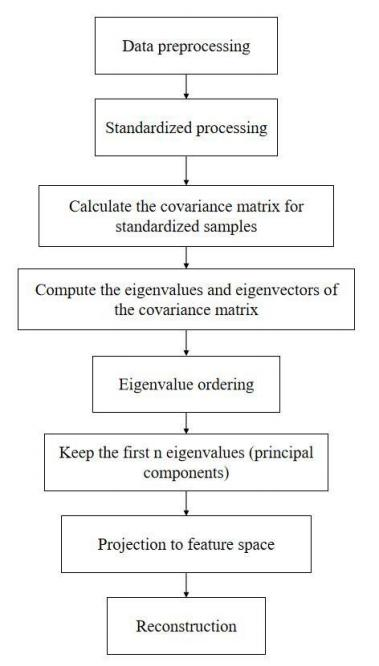 Data preprocessing
Standardized processing
Calculate the covariance matrix for
standardized samples
Compute the eigenvalues and eigenvectors of
the covariance matrix
Eigenvalue ordering
Keep the first n eigenvalues (principal
components)
Projection to feature space
Reconstruction